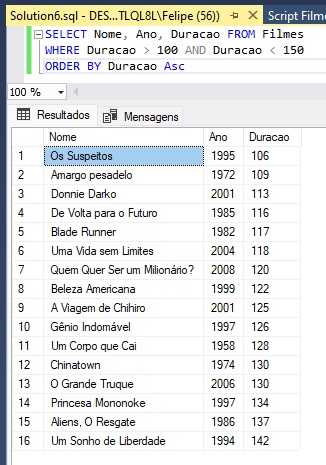 Solution6.sql - DES...TLQL8L\Felipe (56))* Script Filme
SELECT Nome, Ano, Duracao FROM Filmes
WHERE Duracao > 100 AND Duracao < 150
ORDER BY Duracao Asc
100 %
Resultados Mensagens
Nome Ano Duracao
1 Os Suspeitos 1995 106
2 Amargo pesadelo 1972 109
3 Donnie Darko 2001 113
4 De Volta para o Futuro 1985 116
5 Blade Runner 1982 117
6 Uma Vida sem Limites 2004 118
7 Quem Quer Ser um Milionário? 2008 120
8 Beleza Americana 1999 122
9 A Viagem de Chihiro 2001 125
10 Gênio Indomável 1997 126
11 Um Corpo que Cai 1958 128
12 Chinatown 1974 130
13 O Grande Truque 2006 130
14 Princesa Mononoke 1997 134
15 Aliens, O Resgate 1986 137
16 Um Sonho de Liberdade 1994 142